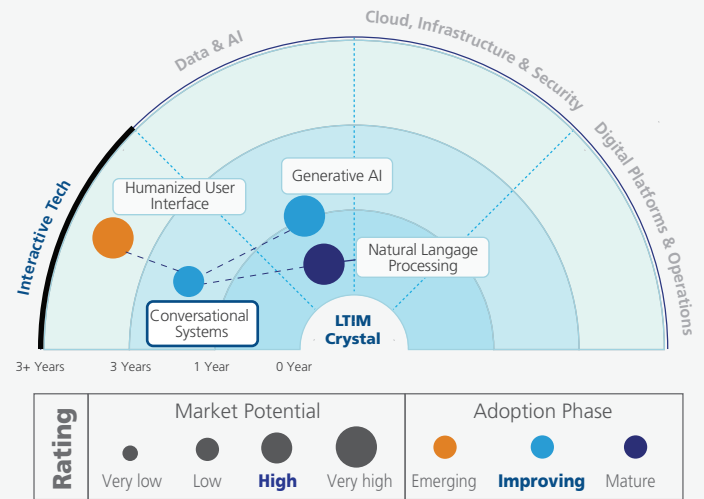 Data & AI
Cloud, Infrastructure & Security
Digital Platforms & Operations
Interactive Tech
Humanized User
Interface
Generative AI
Natural Langage
Processing
Conversational
Systems
LTIM
Crystal
3+ Years
3 Years
1 Year
0 Year
Rating
Market Potential
Very low
Low
High
Very high
Adoption Phase
Emerging
Improving
Mature